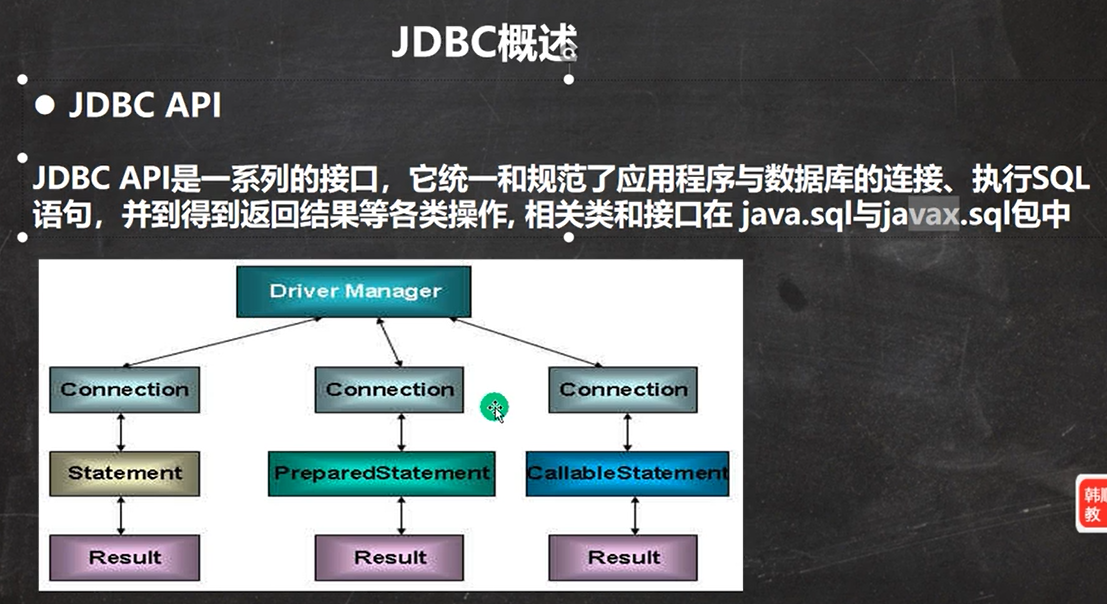 JDBC概述
JDBC API
JDBC API是一系列的接口，它统一和规范了应用程序与数据库的连接、执行SQL
语句，并到得到返回结果等各类操作, 相关类和接口在 java.sql与javax.sql包中
Driver Manager
Connection
Connection
Connection
Statement
PreparedStatement
CallableStatement
Result
Result
Result
教